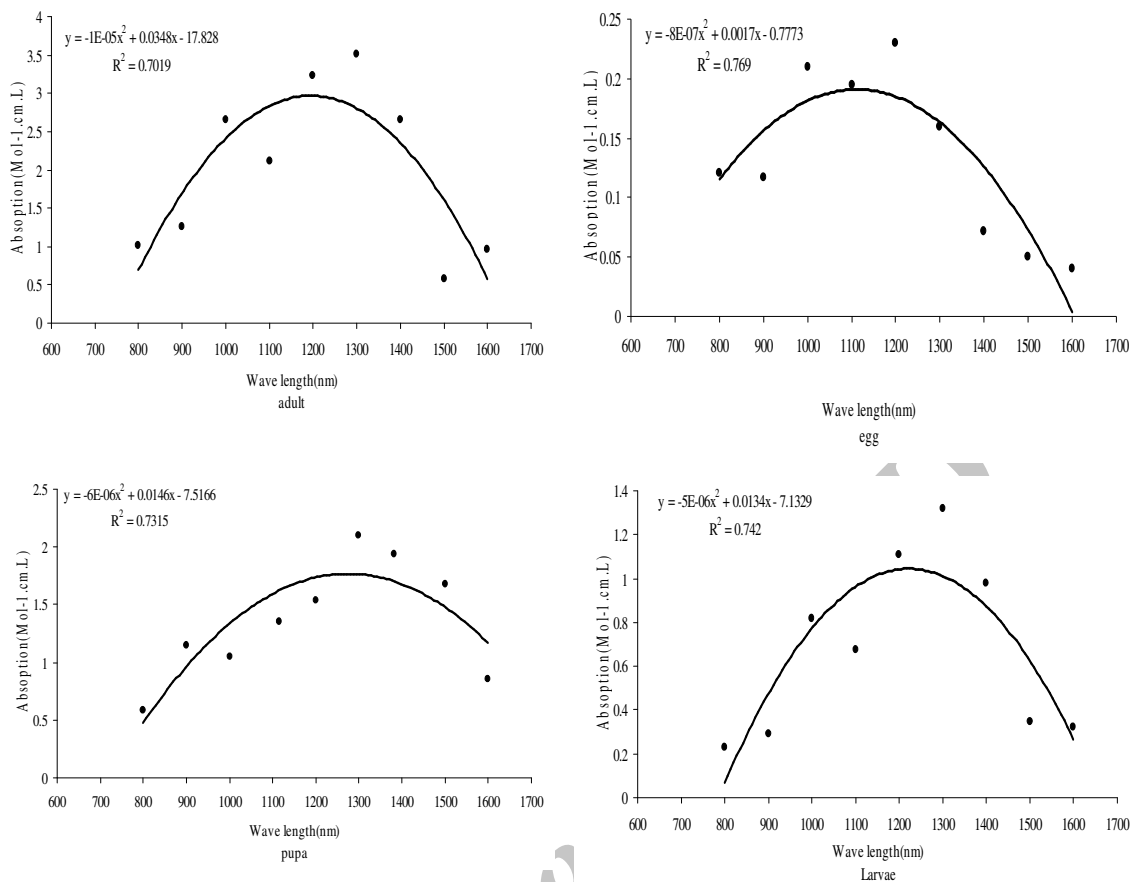 y = -1E-05x² + 0.0348x - 17.828
R² = 0.7019
4
3.5
3
2.5
2
1.5
1
0.5
0
Absoption(Mol-1.cm.L)
600 700 800 900 1000 1100 1200 1300 1400 1500 1600 1700
Wave length(nm)
adult
y = -8E-07x² + 0.0017x - 0.7773
R² = 0.769
0.25
0.2
0.15
0.1
0.05
0
Absoption(Mol-1.cm.L)
600 700 800 900 1000 1100 1200 1300 1400 1500 1600 1700
Wave length(nm)
egg
y = -6E-06x² + 0.0146x - 7.5166
R² = 0.7315
2.5
2
1.5
1
0.5
0
Absoption(Mol-1.cm.L)
600 700 800 900 1000 1100 1200 1300 1400 1500 1600 1700
Wave length(nm)
pupa
y = -5E-06x² + 0.0134x - 7.1329
R² = 0.742
1.4
1.2
1
0.8
0.6
0.4
0.2
0
Absoption(Mol-1.cm.L)
600 700 800 900 1000 1100 1200 1300 1400 1500 1600 1700
Wave length(nm)
Larvae